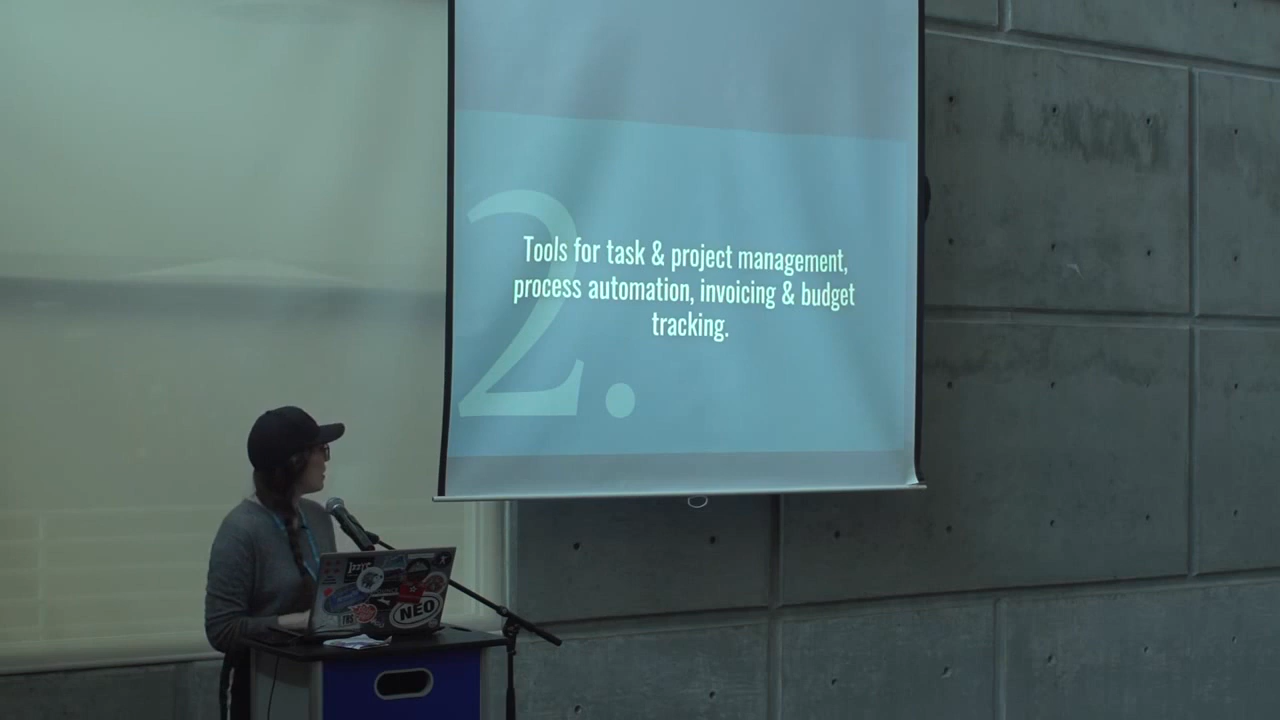 2.
Tools for task & project management,
process automation, invoicing & budget
tracking.
NEO